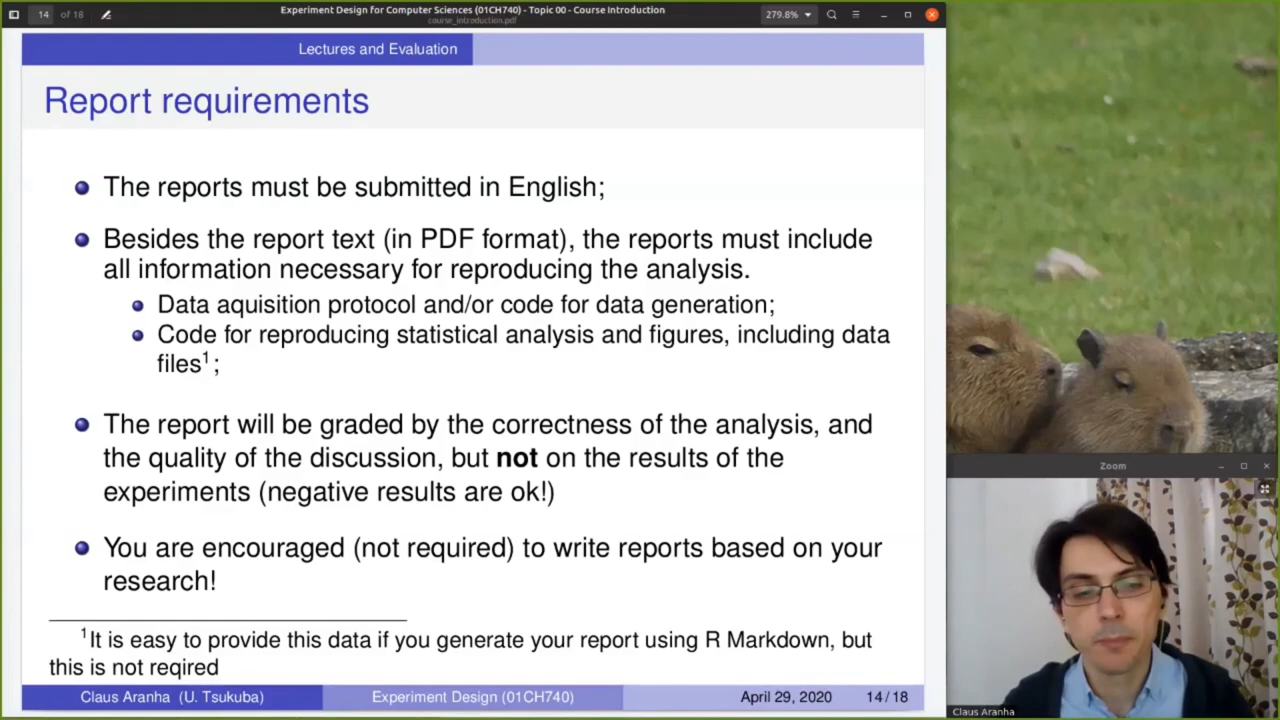 14 of 18
Experiment Design for Computer Sciences (01CH740) - Topic 00 - Course Introduction
course_introduction.pdf
279.8%
Lectures and Evaluation
Report requirements
The reports must be submitted in English;
Besides the report text (in PDF format), the reports must include
all information necessary for reproducing the analysis.
Data aquisition protocol and/or code for data generation;
Code for reproducing statistical analysis and figures, including data
files1;
The report will be graded by the correctness of the analysis, and
the quality of the discussion, but not on the results of the
experiments (negative results are ok!)
You are encouraged (not required) to write reports based on your
research!
1It is easy to provide this data if you generate your report using R Markdown, but
this is not reqired
Claus Aranha (U. Tsukuba) Experiment Design (01CH740) April 29, 2020 14/18
Zoom
Claus Aranha